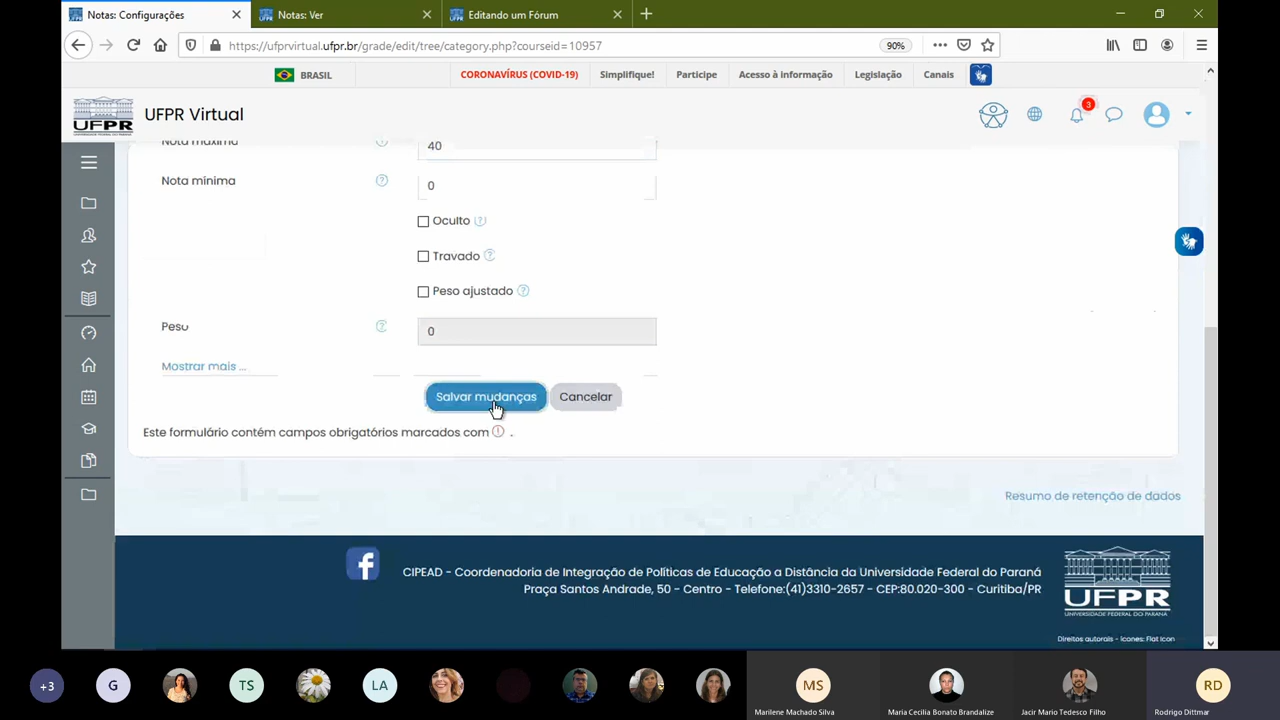 Notas: Configurações
Notas: Ver
Editando um Fórum
https://ufprvirtual.ufpr.br/grade/edit/tree/category.php?courseid=10957
90%
BRASIL
CORONAVÍRUS (COVID-19)
Simplifique!
Participe
Acesso à informação
Legislação
Canais
UFPR
UFPR Virtual
3
Nota máxima
40
Nota mínima
0
Oculto
Travado
Peso ajustado
Peso
0
Mostrar mais ...
Salvar mudanças
Cancelar
Este formulário contém campos obrigatórios marcados com .
Resumo de retenção de dados
CIPEAD - Coordenadoria de Integração de Políticas de Educação a Distância da Universidade Federal do Paraná
Praça Santos Andrade, 50 - Centro - Telefone:(41)3310-2657 - CEP:80.020-300 - Curitiba/PR
UFPR
UNIVERSIDADE FEDERAL DO PARANÁ
Direitos autorais - Icones: Flat Icon
+3
G
TS
LA
MS
RD
Marilene Machado Silva
Maria Cecilia Bonato Brandalize
Jacir Mario Tedesco Filho
Rodrigo Dittmar